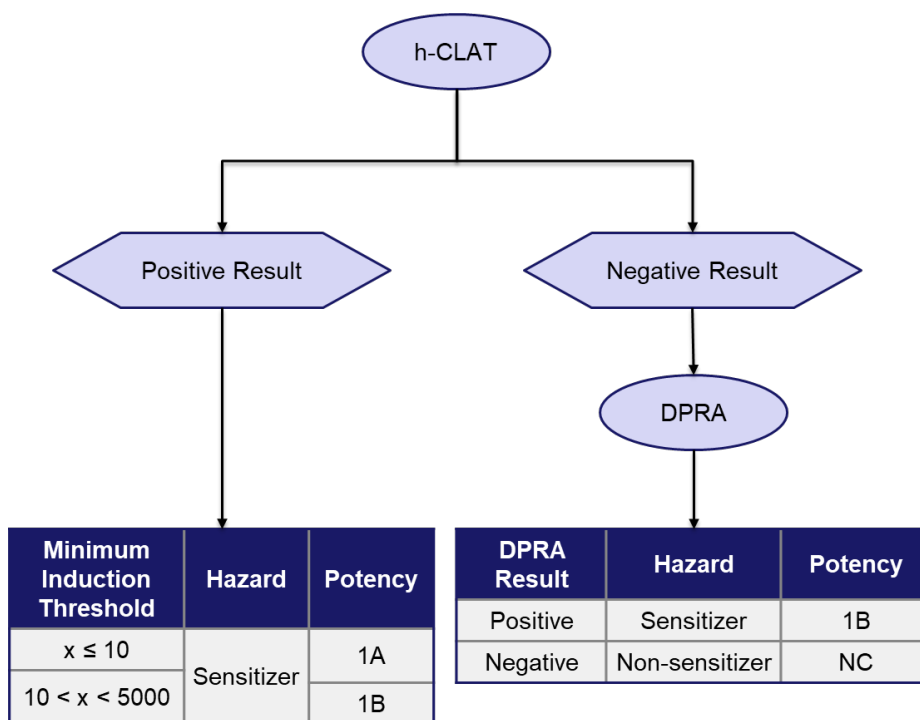 h-CLAT
Positive Result
Negative Result
DPRA
Minimum
Induction
Threshold
Hazard
Potency
x ≤ 10
Sensitizer
1A
10 < x < 5000
1B
DPRA
Result
Hazard
Potency
Positive
Sensitizer
1B
Negative
Non-sensitizer
NC